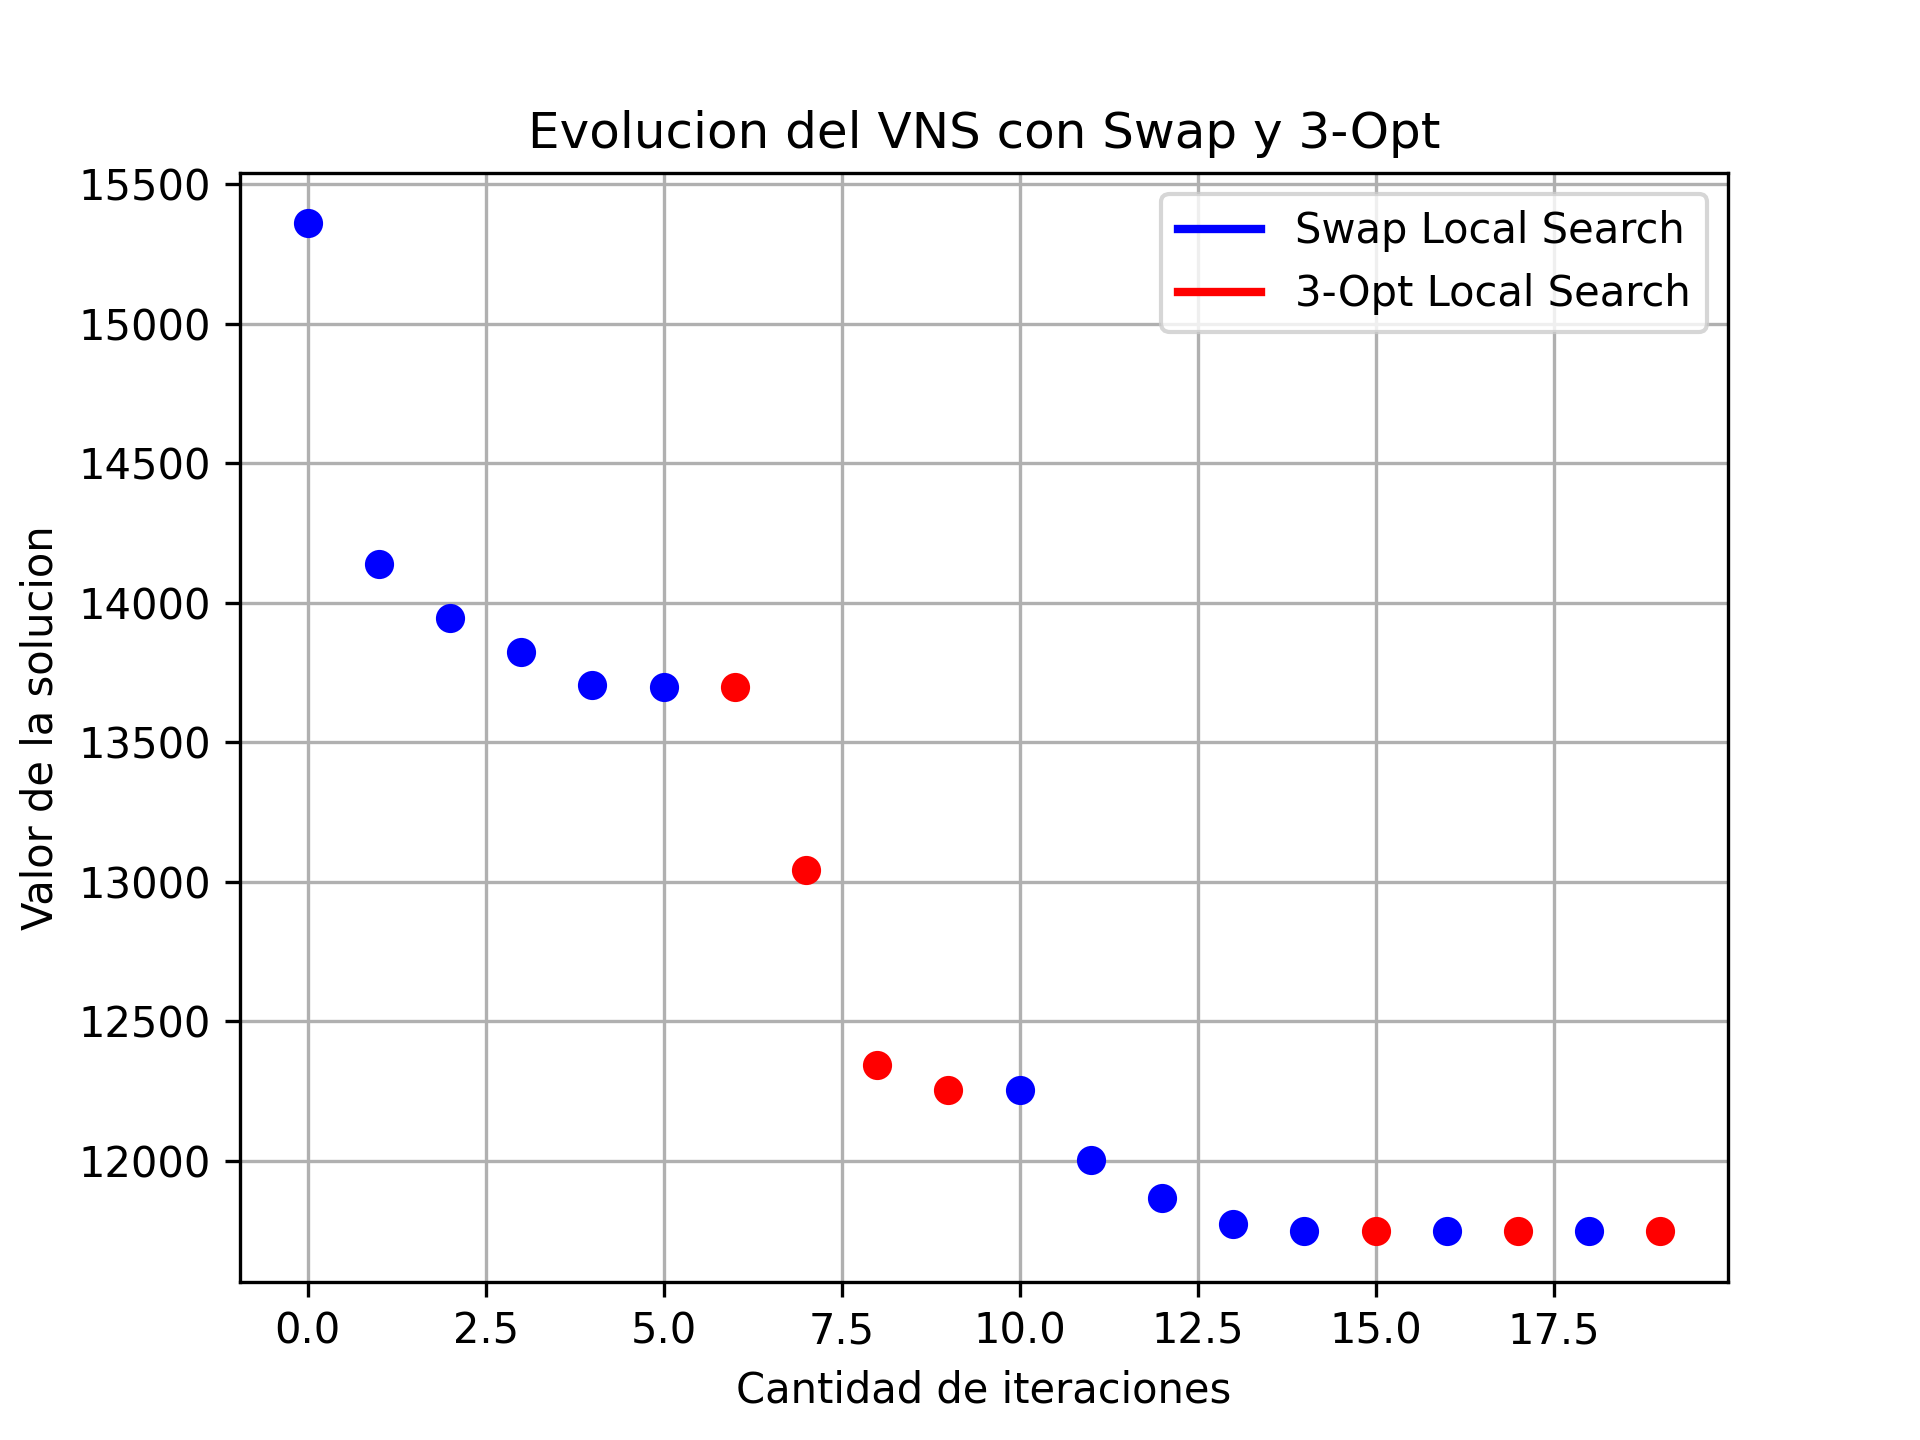 Evolucion del VNS con Swap y 3-Opt
Swap Local Search
3-Opt Local Search
Valor de la solucion
15500
15000
14500
14000
13500
13000
12500
12000
0.0 2.5 5.0 7.5 10.0 12.5 15.0 17.5
Cantidad de iteraciones